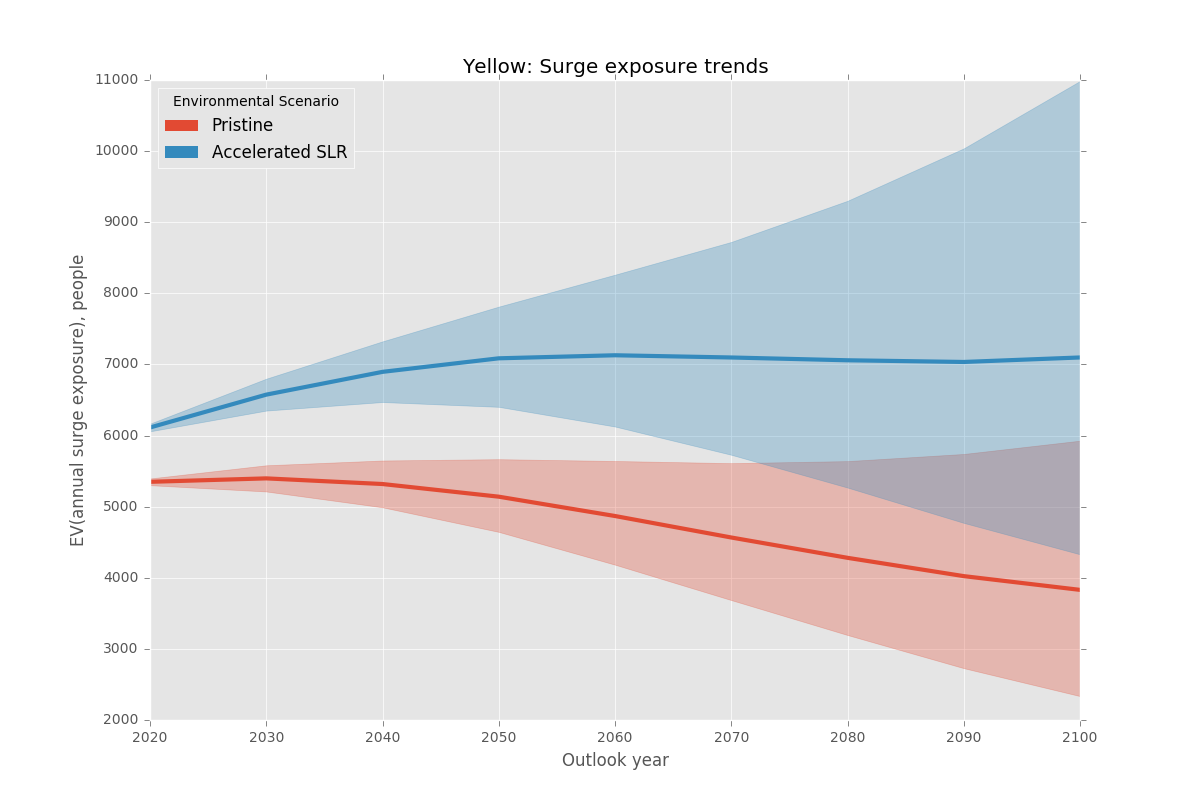 Yellow: Surge exposure trends
11000
10000
9000
8000
7000
6000
5000
4000
3000
2000
EV(annual surge exposure), people
Environmental Scenario
Pristine
Accelerated SLR
2020 2030 2040 2050 2060 2070 2080 2090 2100
Outlook year